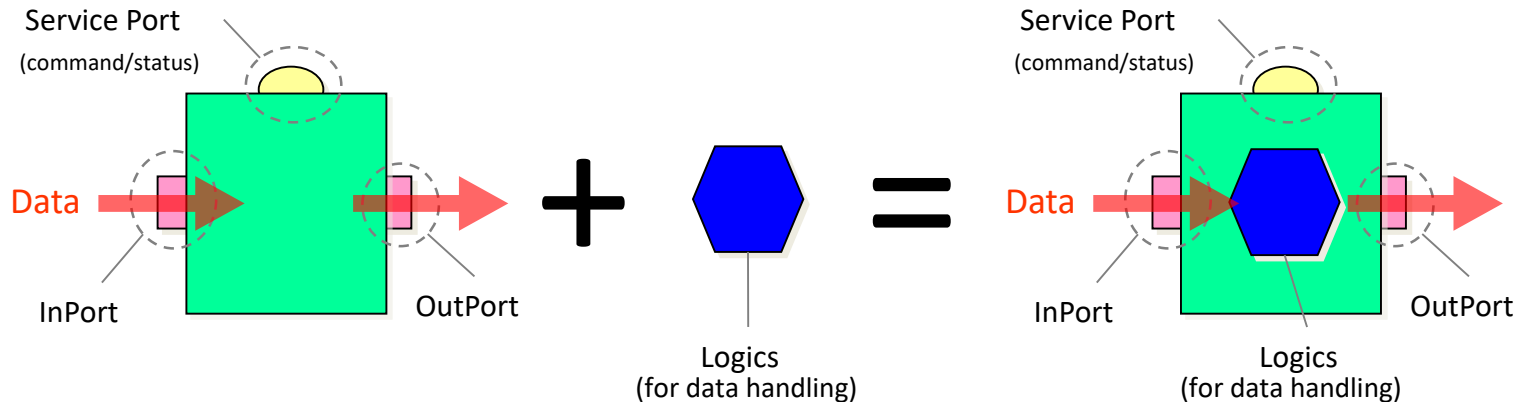 Service Port
(command/status)
Data
InPort
OutPort
Logics
(for data handling)
Service Port
(command/status)
Data
InPort
OutPort
Logics
(for data handling)